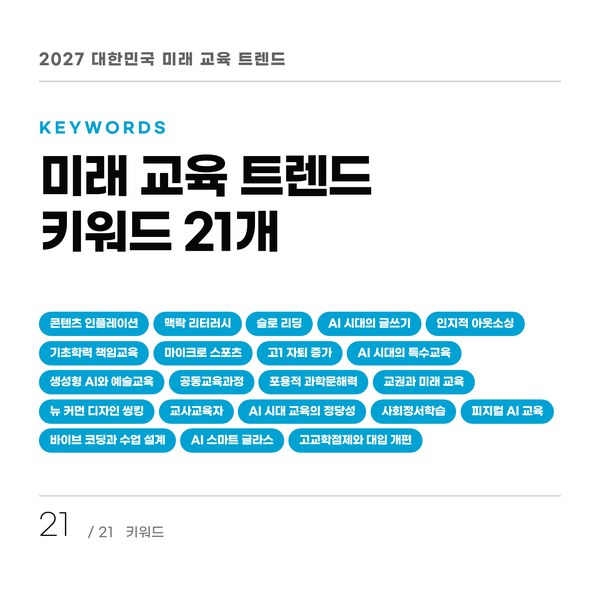 2027 대한민국 미래 교육 트렌드
KEYWORDS
미래 교육 트렌드
키워드 21개
콘텐츠 인플레이션 맥락 리터러시 슬로 리딩 AI 시대의 글쓰기 인지적 아웃소싱
기초학력 책임교육 마이크로 스포츠 고1 자퇴 증가 AI 시대의 특수교육
생성형 AI와 예술교육 공동교육과정 포용적 과학문해력 교권과 미래 교육
뉴 커먼 디자인 씽킹 교사교육자 AI 시대 교육의 정당성 사회정서학습 피지컬 AI 교육
바이브 코딩과 수업 설계 AI 스마트 글라스 고교학점제와 대입 개편
21 / 21 키워드